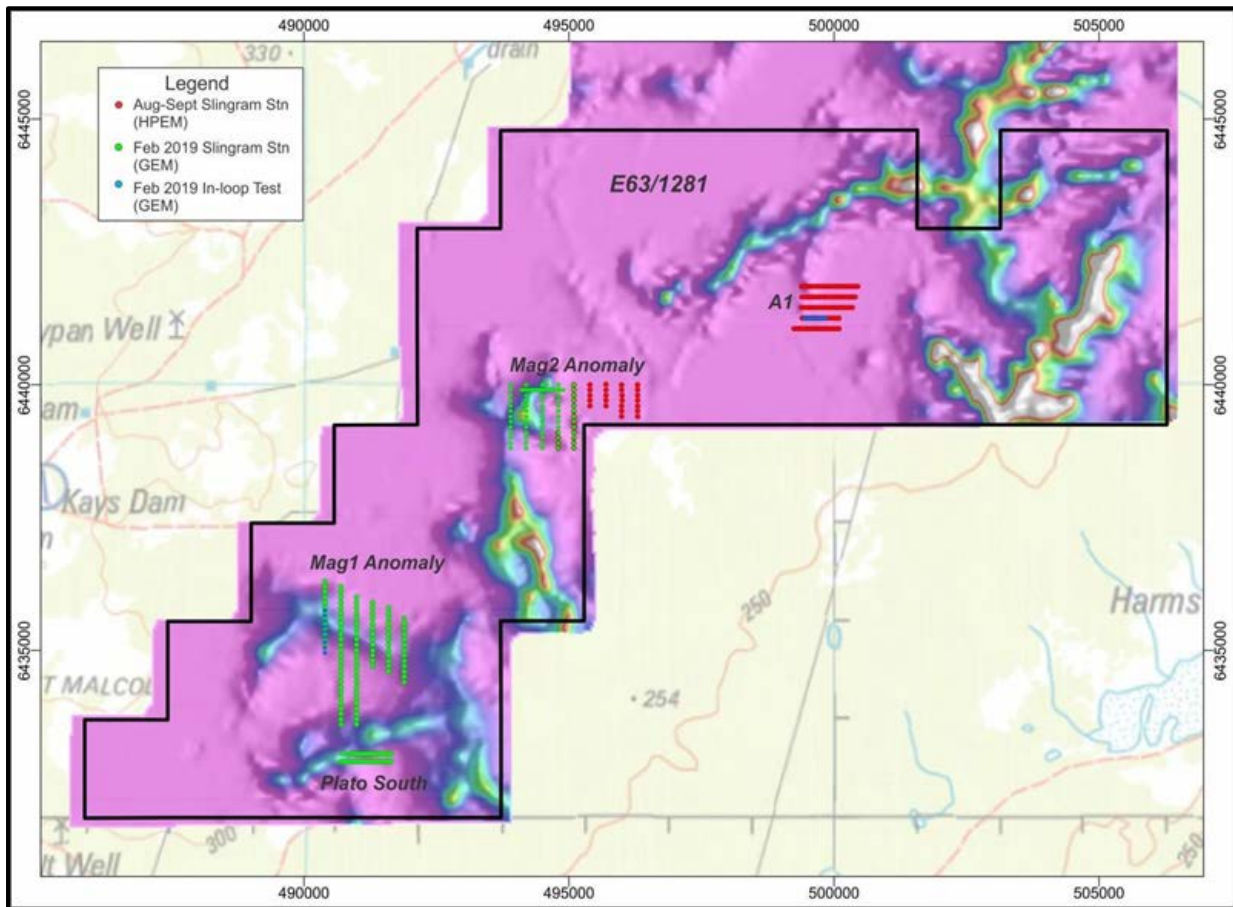 490000
495000
500000
505000
330
drain
Legend
Aug-Sept Slingram Stn
(HPEM)
Feb 2019 Slingram Stn
(GEM)
Feb 2019 In-loop Test
(GEM)
6445000
6445000
E63/1281
A1
ypan Well
Mag2 Anomaly
6440000
6440000
am
Kays Dam
Mag1 Anomaly
250
Harms
6435000
6435000
T MALCOL
254
Plato South
300
lt Well
250
490000
495000
500000
505000